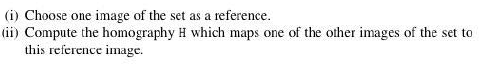 (i) Choose one image of the set as a reference.
(ii) Compute the homography H which maps one of the other images of the set to
this reference image.